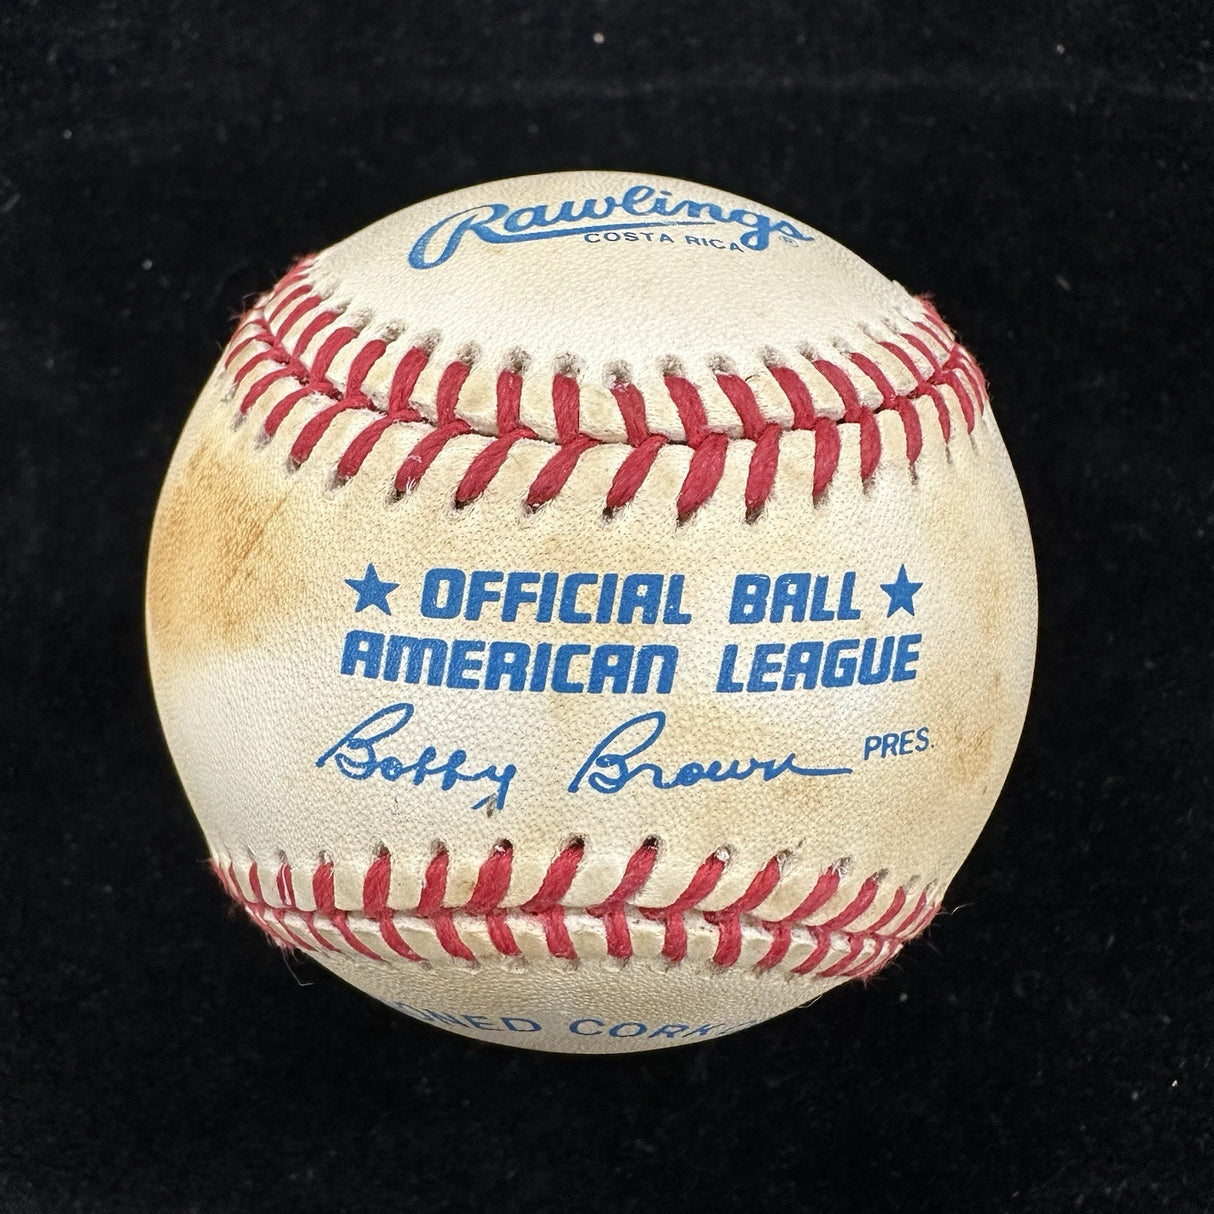 Rawlings®
COSTA RICA
★ OFFICIAL BALL ★
AMERICAN LEAGUE
Bobby Brown PRES.